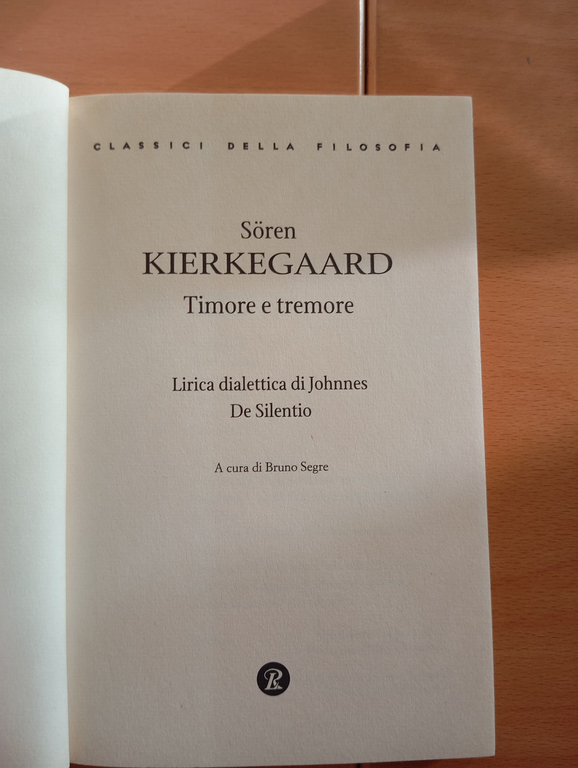 CLASSICI DELLA FILOSOFIA
Sören
KIERKEGAARD
Timore e tremore
Lirica dialettica di Johnnes
De Silentio
A cura di Bruno Segre